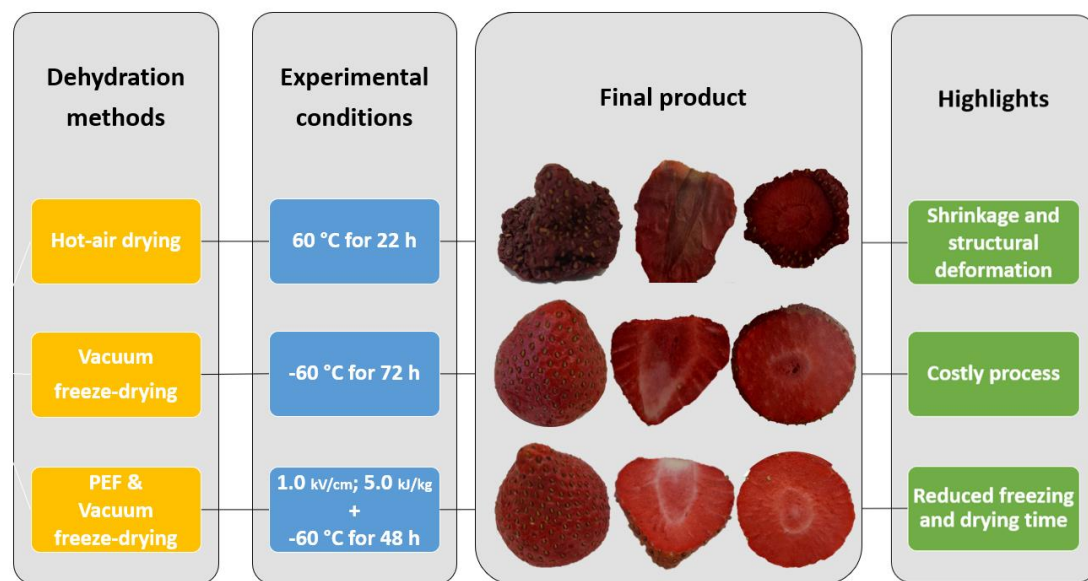 Dehydration
methods
Experimental
conditions
Final product
Highlights
Hot-air drying
60 °C for 22 h
Shrinkage and
structural
deformation
Vacuum
freeze-drying
-60 °C for 72 h
Costly process
PEF &
Vacuum
freeze-drying
1.0 kV/cm; 5.0 kJ/kg
+
-60 °C for 48 h
Reduced freezing
and drying time